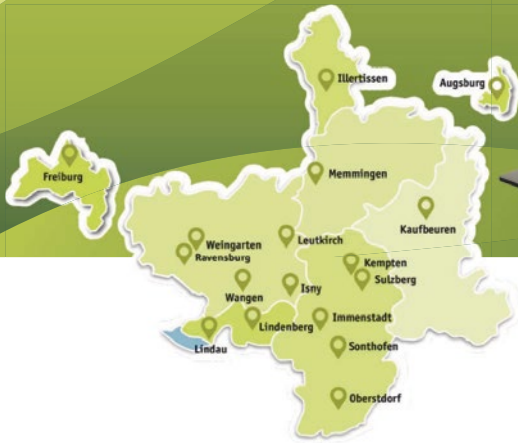 Illertissen
Augsburg
Freiburg
Memmingen
Kaufbeuren
Weingarten
Leutkirch
Ravensburg
Kempten
Sulzberg
Wangen
Isny
Lindenberg
Immenstadt
Lindau
Sonthofen
Oberstdorf